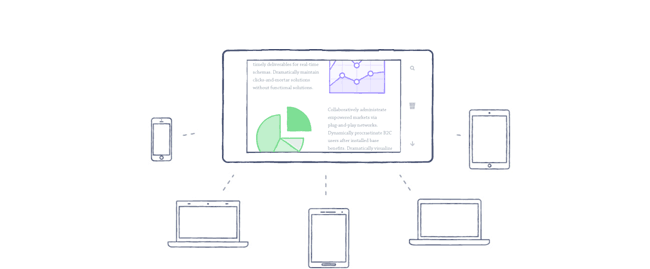 timely deliverables for real-time
schemas. Dramatically maintain
clicks-and-mortar solutions
without functional solutions.
Collaboratively administrate
empowered markets via
plug-and-play networks.
Dynamically procrastinate B2C
users after installed base
benefits. Dramatically visualize